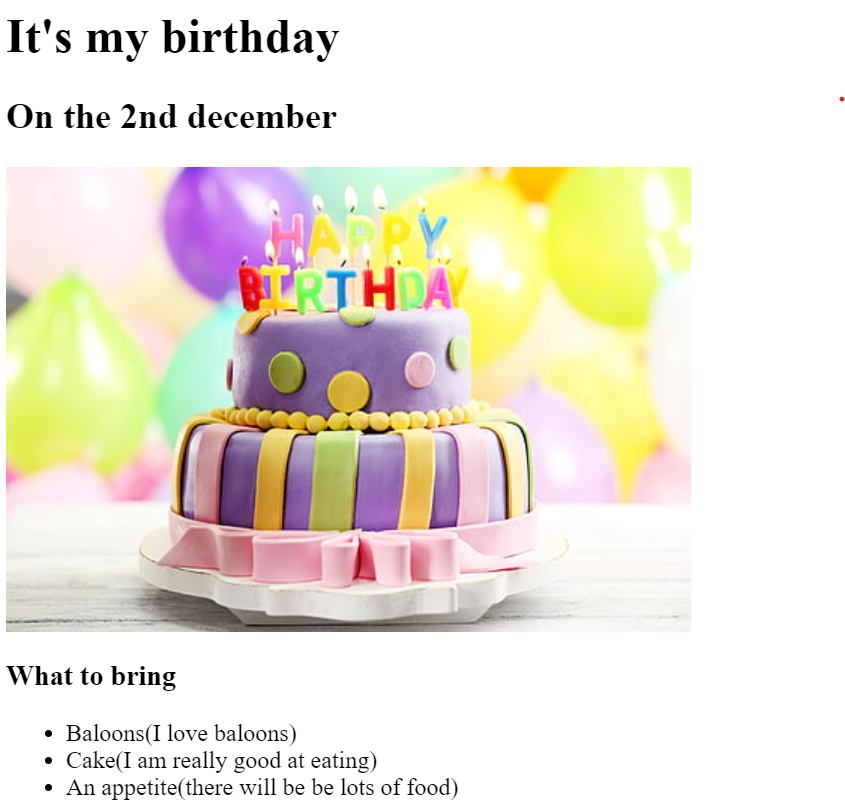 It's my birthday
On the 2nd december
HAPPY
BIRTHDAY
What to bring
Baloons(I love baloons)
Cake(I am really good at eating)
An appetite(there will be be lots of food)